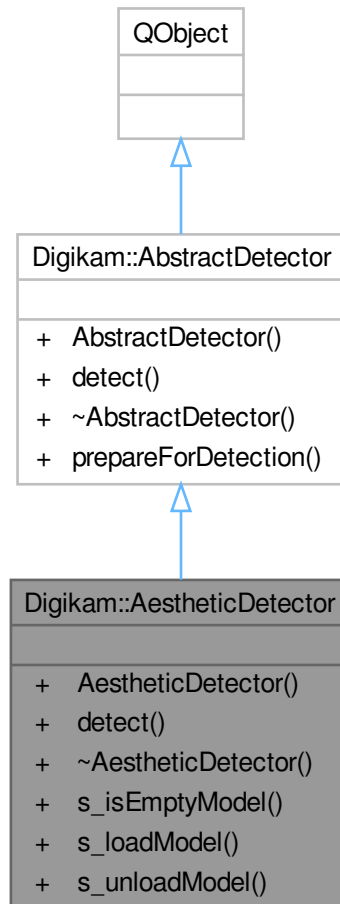 QObject
Digikam::AbstractDetector
+ AbstractDetector()
+ detect()
+ ~AbstractDetector()
+ prepareForDetection()
Digikam::AestheticDetector
+ AestheticDetector()
+ detect()
+ ~AestheticDetector()
+ s_isEmptyModel()
+ s_loadModel()
+ s_unloadModel()